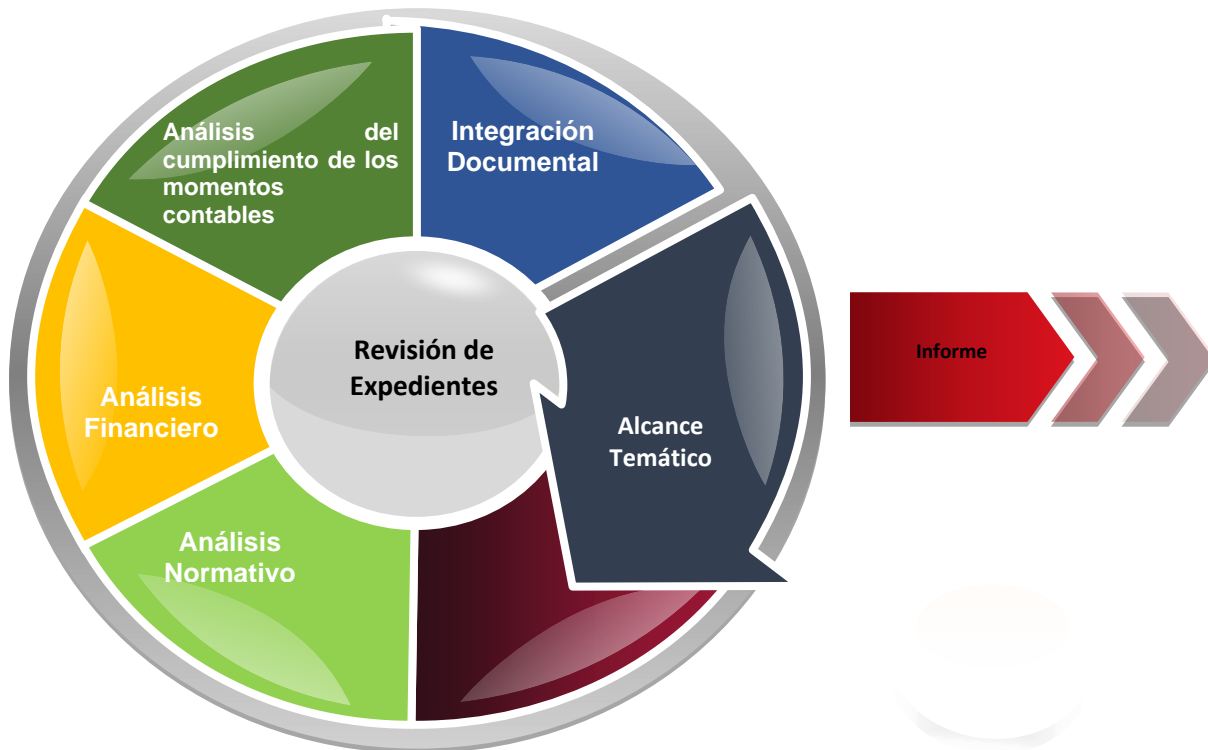 Análisis del
cumplimiento de los
momentos
contables
Integración
Documental
Revisión de
Expedientes
Alcance
Temático
Análisis
Financiero
Análisis
Normativo
Informe